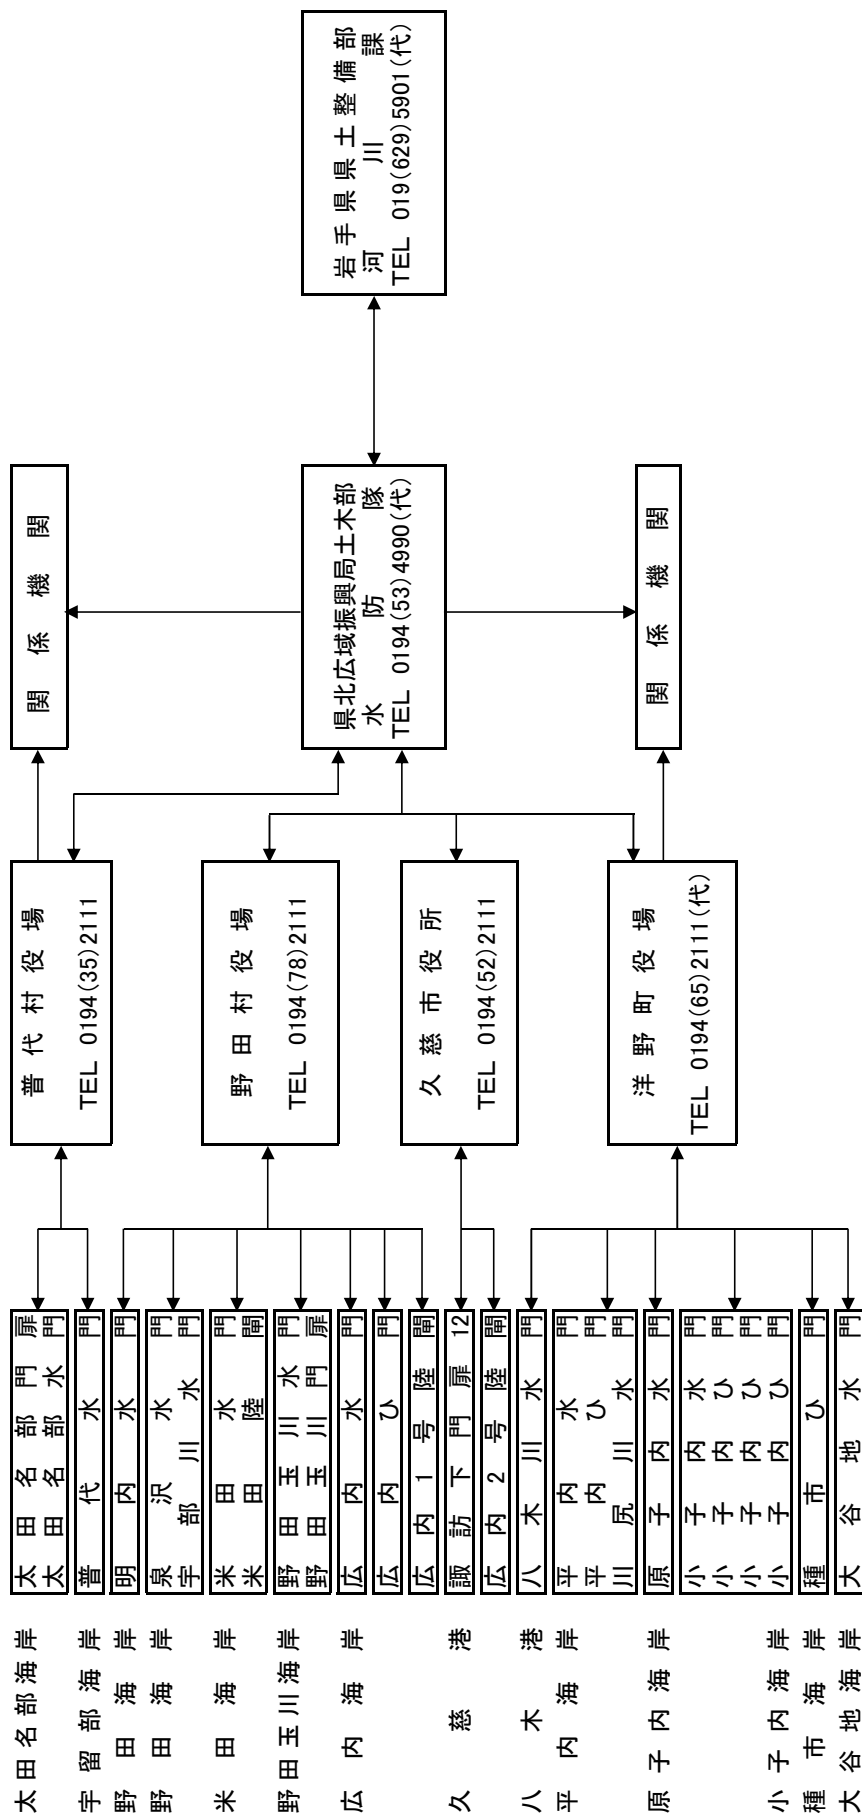 太田名部海岸
宇留部海岸
野田海岸
野田海岸
米田海岸
野田玉川海岸
広内海岸
久慈港
八木港
平内海岸
原子内海岸
小子内海岸
種市海岸
大谷地海岸
太田名部門扉
太田名部水門
普代水門
明内水門
泉沢水門
宇部川水門
米田水門
米田陸閘
野田玉川水門
野田玉川門扉
広内水門
広内ひ門
広内1号陸閘
諏訪下門扉12
広内2号陸閘
八木川水門
平内水門
平内ひ門
川尻川水門
原子内水門
小子内水門
小子内ひ門
小子内ひ門
小子内ひ門
種市ひ門
大谷地水門
普代村役場
TEL 0194(35)2111
野田村役場
TEL 0194(78)2111
久慈市役所
TEL 0194(52)2111
洋野町役場
TEL 0194(65)2111(代)
関係機関
県北広域振興局土木部
水防隊
TEL 0194(53)4990(代)
関係機関
岩手県県土整備部
河川課
TEL 019(629)5901(代)